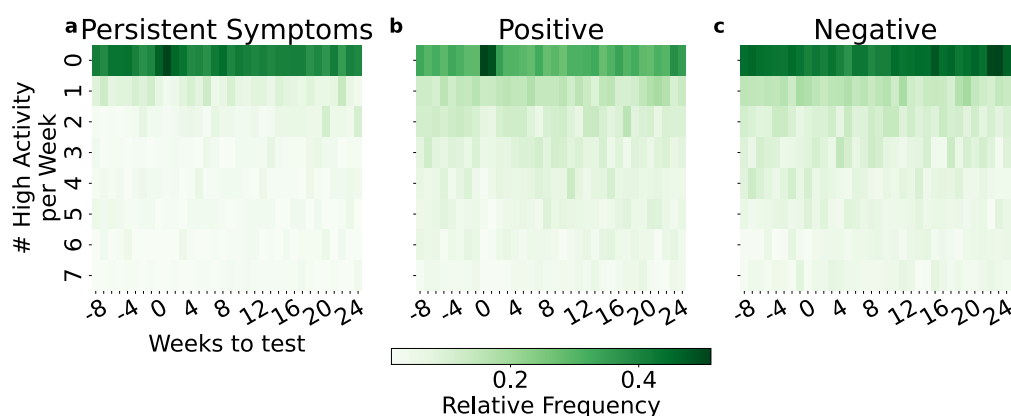 a Persistent Symptoms b Positive c Negative
# High Activity
per Week
0
1
2
3
4
5
6
7
-8 -4 0 4 8 12 16 20 24 -8 -4 0 4 8 12 16 20 24 -8 -4 0 4 8 12 16 20 24
Weeks to test
0.2 0.4
Relative Frequency